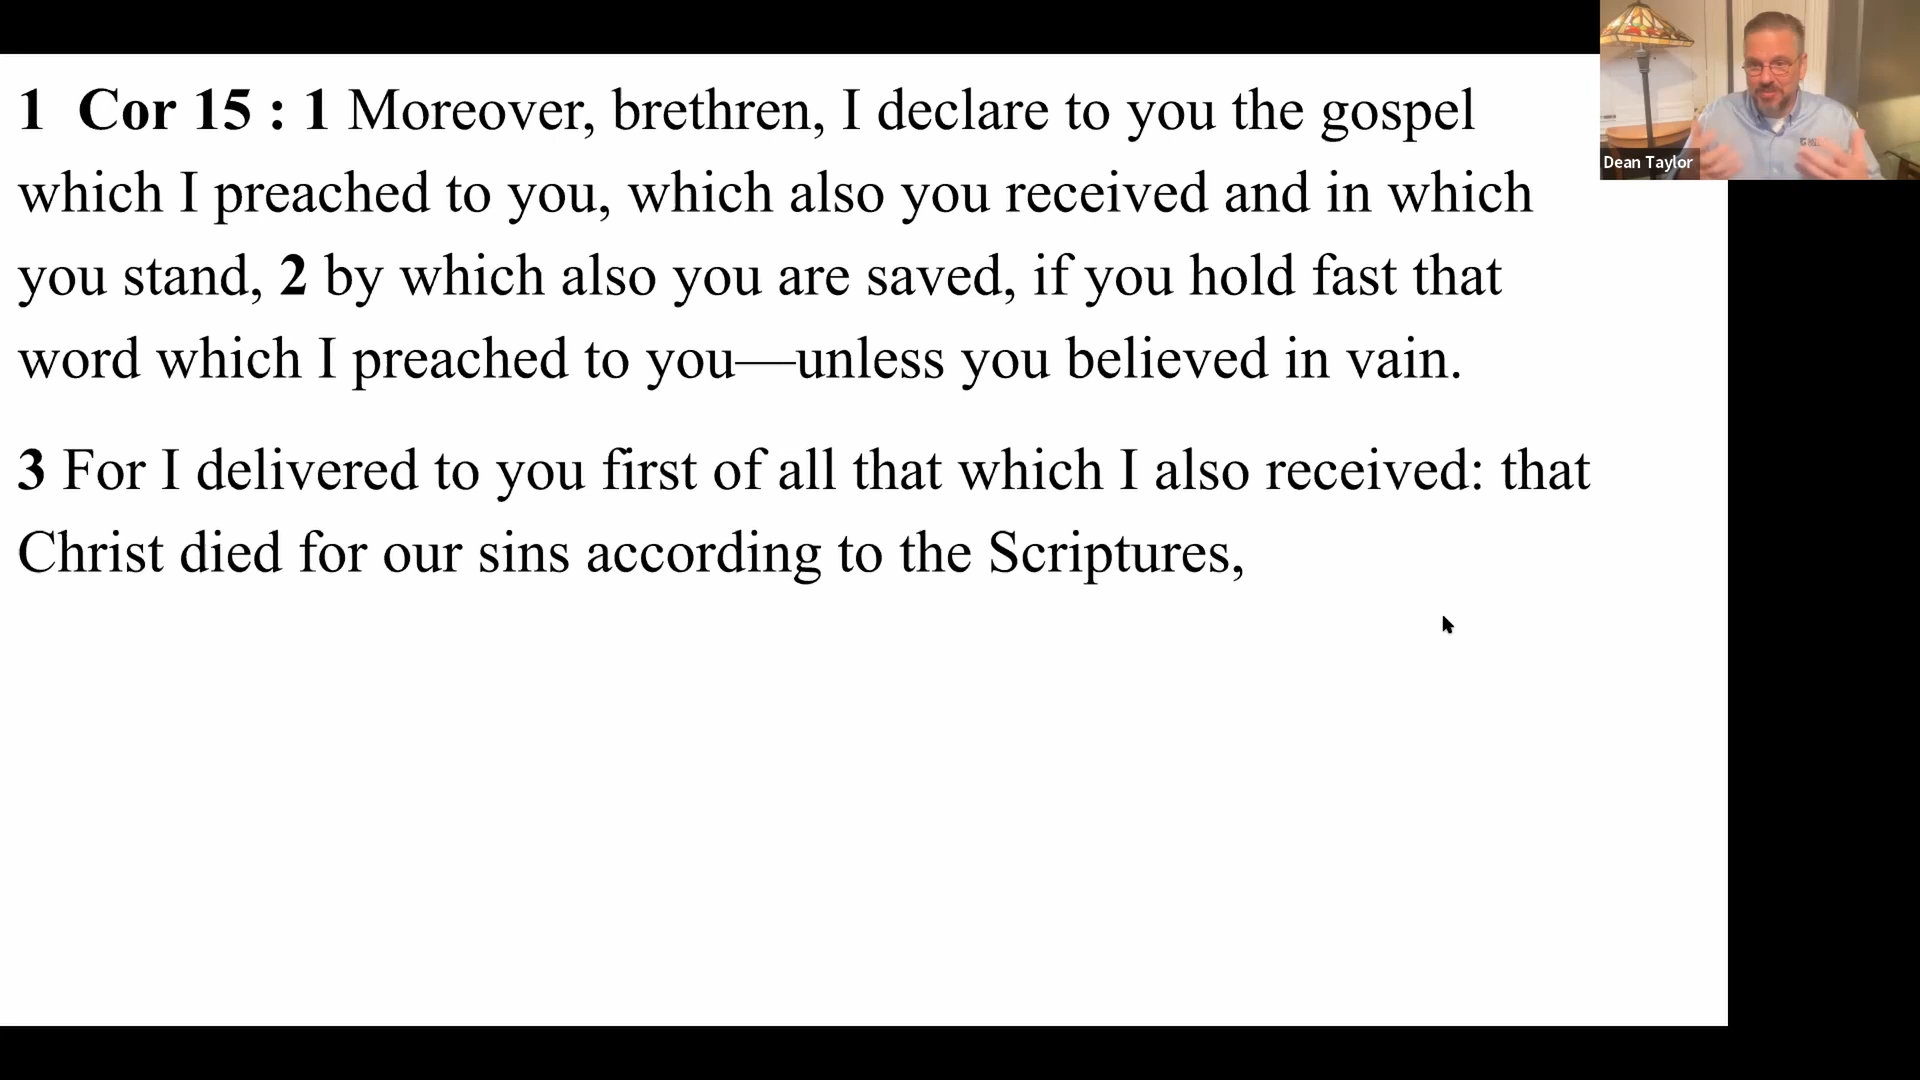 1 Cor 15 : 1 Moreover, brethren, I declare to you the gospel
which I preached to you, which also you received and in which
you stand, 2 by which also you are saved, if you hold fast that
word which I preached to you—unless you believed in vain.
3 For I delivered to you first of all that which I also received: that
Christ died for our sins according to the Scriptures,
Dean Taylor